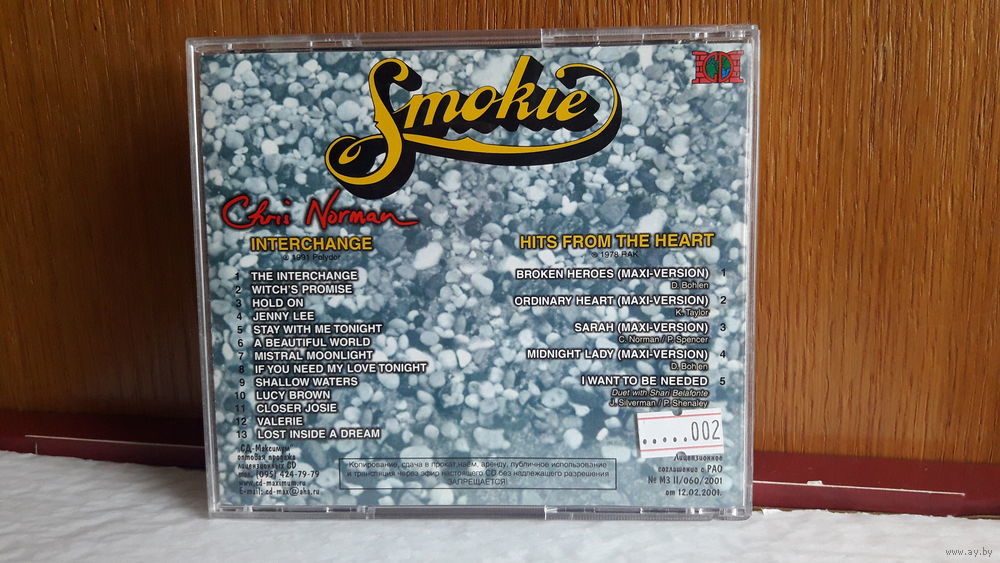 Smokie
Chris Norman
INTERCHANGE
℗ 1991 Polydor
1 THE INTERCHANGE
2 WITCH'S PROMISE
3 HOLD ON
4 JENNY LEE
5 STAY WITH ME TONIGHT
6 A BEAUTIFUL WORLD
7 MISTRAL MOONLIGHT
8 IF YOU NEED MY LOVE TONIGHT
9 SHALLOW WATERS
10 LUCY BROWN
11 CLOSER JOSIE
12 VALERIE
13 LOST INSIDE A DREAM
HITS FROM THE HEART
℗ 1978 RAK
BROKEN HEROES (MAXI-VERSION) 1
D. Bohlen
ORDINARY HEART (MAXI-VERSION) 2
K. Taylor
SARAH (MAXI-VERSION) 3
C. Norman / P. Spencer
MIDNIGHT LADY (MAXI-VERSION) 4
D. Bohlen
I WANT TO BE NEEDED 5
Duet with Shari Belafonte
J. Silverman / P. Shenaley
......002
СД-Максимум
оптовая продажа
лицензионных CD
тел. (095) 424-79-79
www.cd-maximum.ru
E-mail: cd-max@aha.ru
Копирование, сдача в прокат, наём, аренду, публичное использование
и трансляция через эфир настоящего CD без надлежащего разрешения
ЗАПРЕЩАЕТСЯ!
Лицензионное
соглашение с РАО
№ МЗ II/060/2001
от 12.02.2001.
www.ay.by